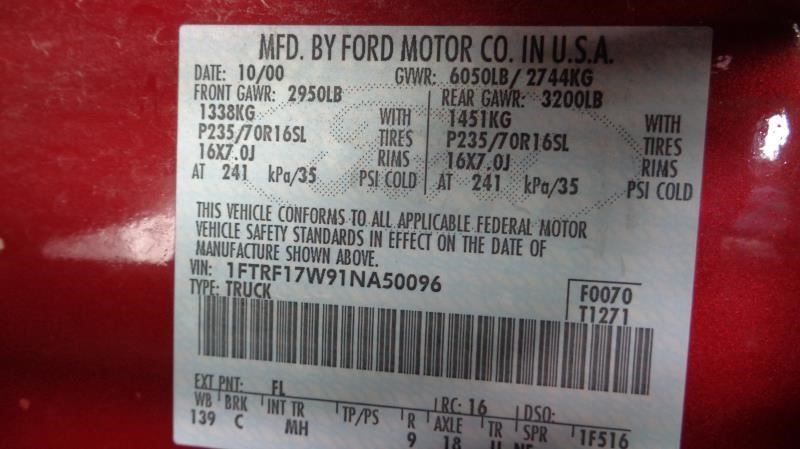 MFD. BY FORD MOTOR CO. IN U.S.A.
DATE: 10/00 GVWR: 6050LB/ 2744KG
FRONT GAWR: 2950LB REAR GAWR: 3200LB
1338KG WITH 1451KG WITH
P235/70R16SL TIRES P235/70R16SL TIRES
16X7.0J RIMS 16X7.0J RIMS
AT 241 kPa/35 PSI COLD AT 241 kPa/35 PSI COLD
THIS VEHICLE CONFORMS TO ALL APPLICABLE FEDERAL MOTOR
VEHICLE SAFETY STANDARDS IN EFFECT ON THE DATE OF
MANUFACTURE SHOWN ABOVE.
VIN: 1FTRF17W91NA50096
TYPE: TRUCK F0070
T1271
EXT PNT: FL RC: 16 DSO:
WB BRK INT TR TP/PS R AXLE TR SPR 1F516
139 C MH 9 18